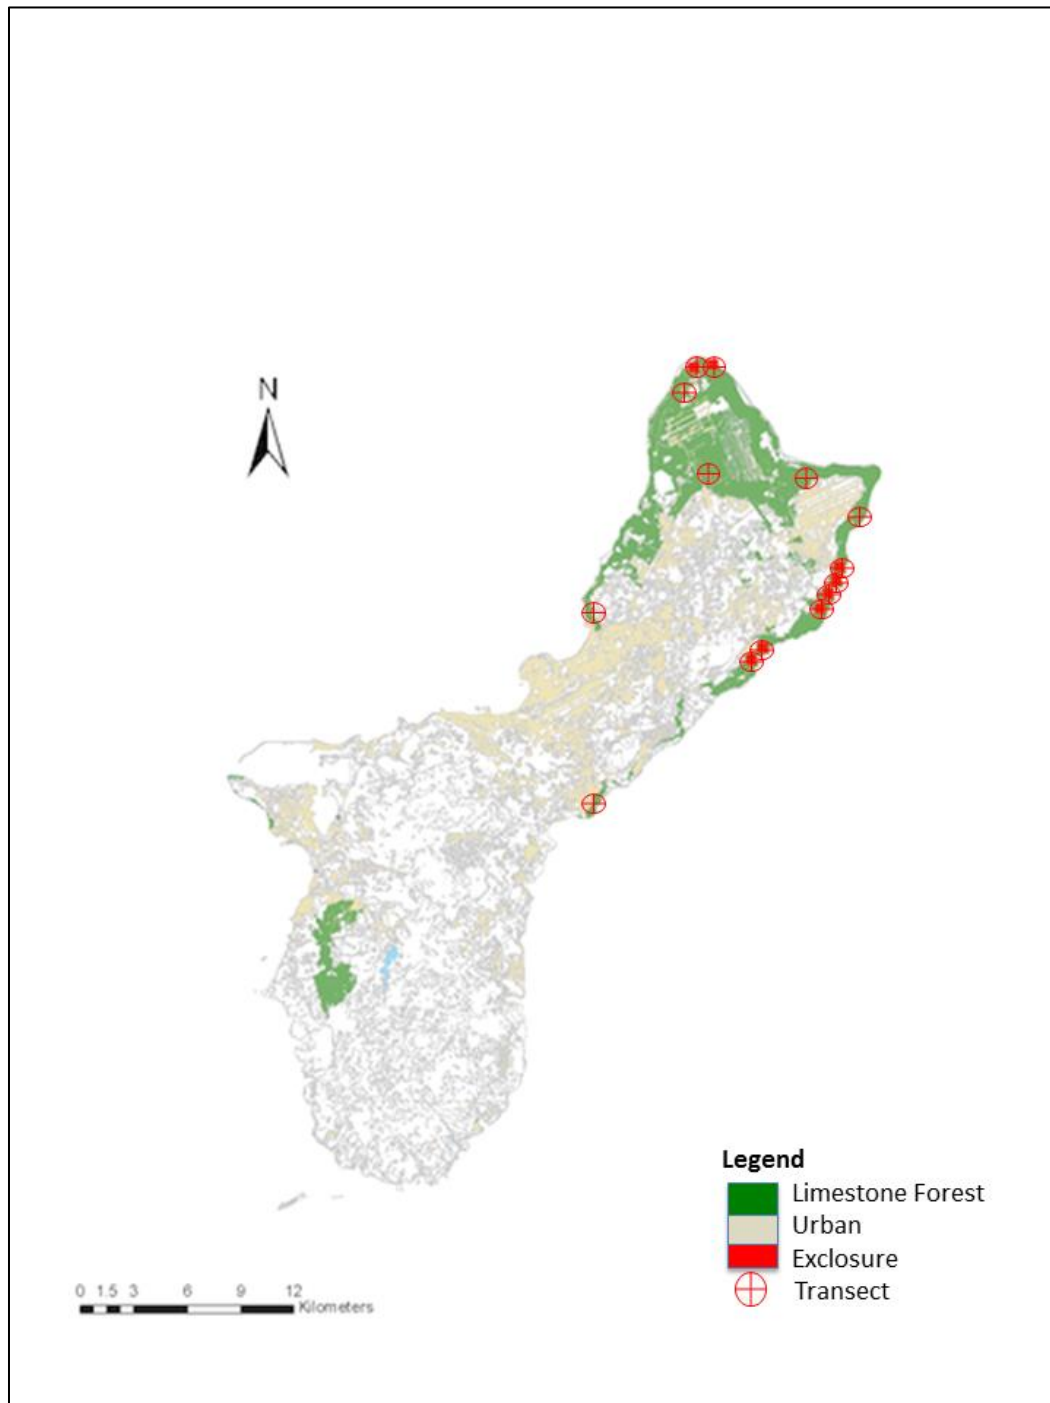 N
Legend
Limestone Forest
Urban
Exclosure
Transect
0 1.5 3 6 9 12
Kilometers